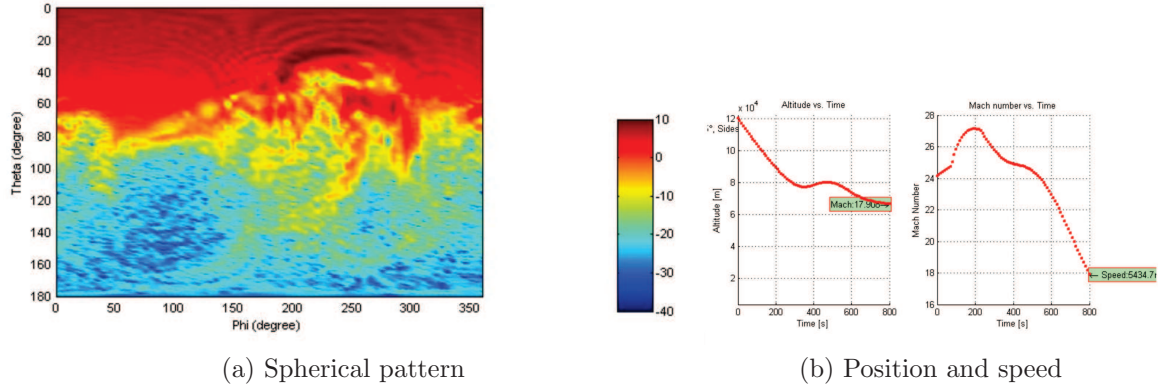 0
20
40
60
80
100
120
140
160
180
Theta (degree)
0 50 100 150 200 250 300 350
Phi (degree)
10
0
-10
-20
-30
-40
(a) Spherical pattern
x 10⁴
Altitude vs. Time
12
°, Sides
10
8
6
4
2
Altitude [m]
Mach:17.908
0 200 400 600 800
Time [s]
Mach number vs. Time
28
26
24
22
20
18
16
Mach Number
← Speed:5434.7
0 200 400 600 800
Time [s]
(b) Position and speed